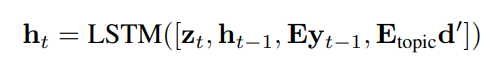 h_t = LSTM([z_t, h_{t−1}, Ey_{t−1}, E_{topic}d′])